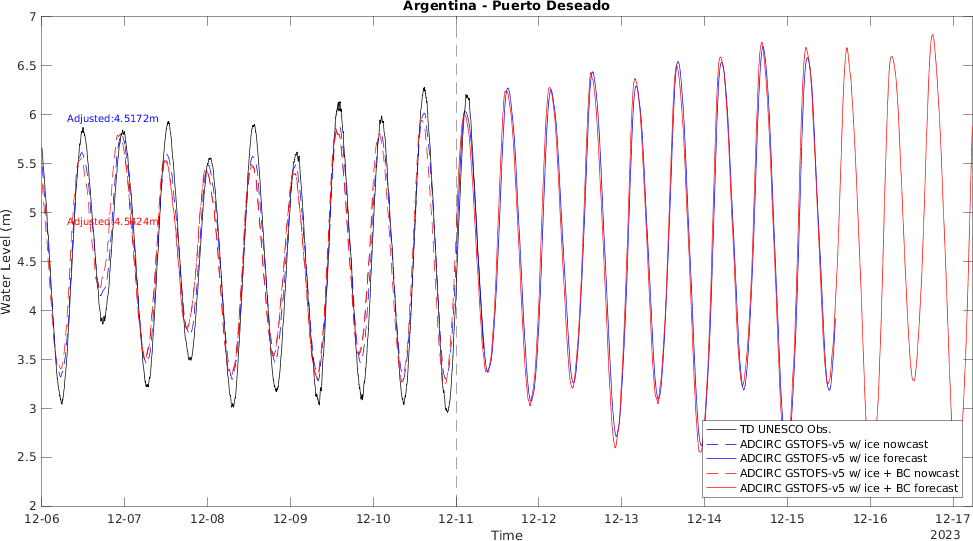 Argentina - Puerto Deseado
7
6.5
6
5.5
5
4.5
4
3.5
3
2.5
2
Water Level (m)
Adjusted:4.5172m
Adjusted:4.5424m
TD UNESCO Obs.
ADCIRC GSTOFS-v5 w/ ice nowcast
ADCIRC GSTOFS-v5 w/ ice forecast
ADCIRC GSTOFS-v5 w/ ice + BC nowcast
ADCIRC GSTOFS-v5 w/ ice + BC forecast
12-06 12-07 12-08 12-09 12-10 12-11 12-12 12-13 12-14 12-15 12-16 12-17
Time
2023